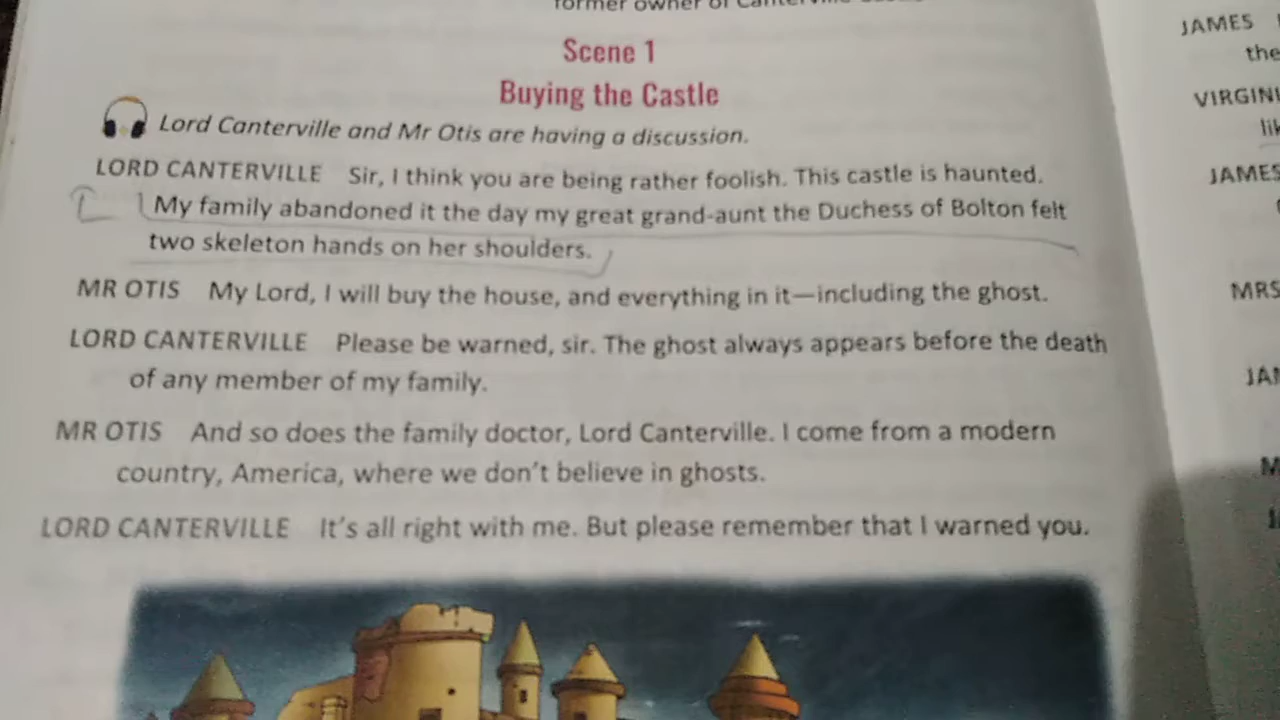 former owner of Canterville
Scene 1
Buying the Castle
Lord Canterville and Mr Otis are having a discussion.
LORD CANTERVILLE Sir, I think you are being rather foolish. This castle is haunted.
My family abandoned it the day my great grand-aunt the Duchess of Bolton felt
two skeleton hands on her shoulders.
MR OTIS My Lord, I will buy the house, and everything in it—including the ghost.
LORD CANTERVILLE Please be warned, sir. The ghost always appears before the death
of any member of my family.
MR OTIS And so does the family doctor, Lord Canterville. I come from a modern
country, America, where we don't believe in ghosts.
LORD CANTERVILLE It's all right with me. But please remember that I warned you.
JAMES
the
VIRGINI
lik
JAMES
MRS
JAM
M